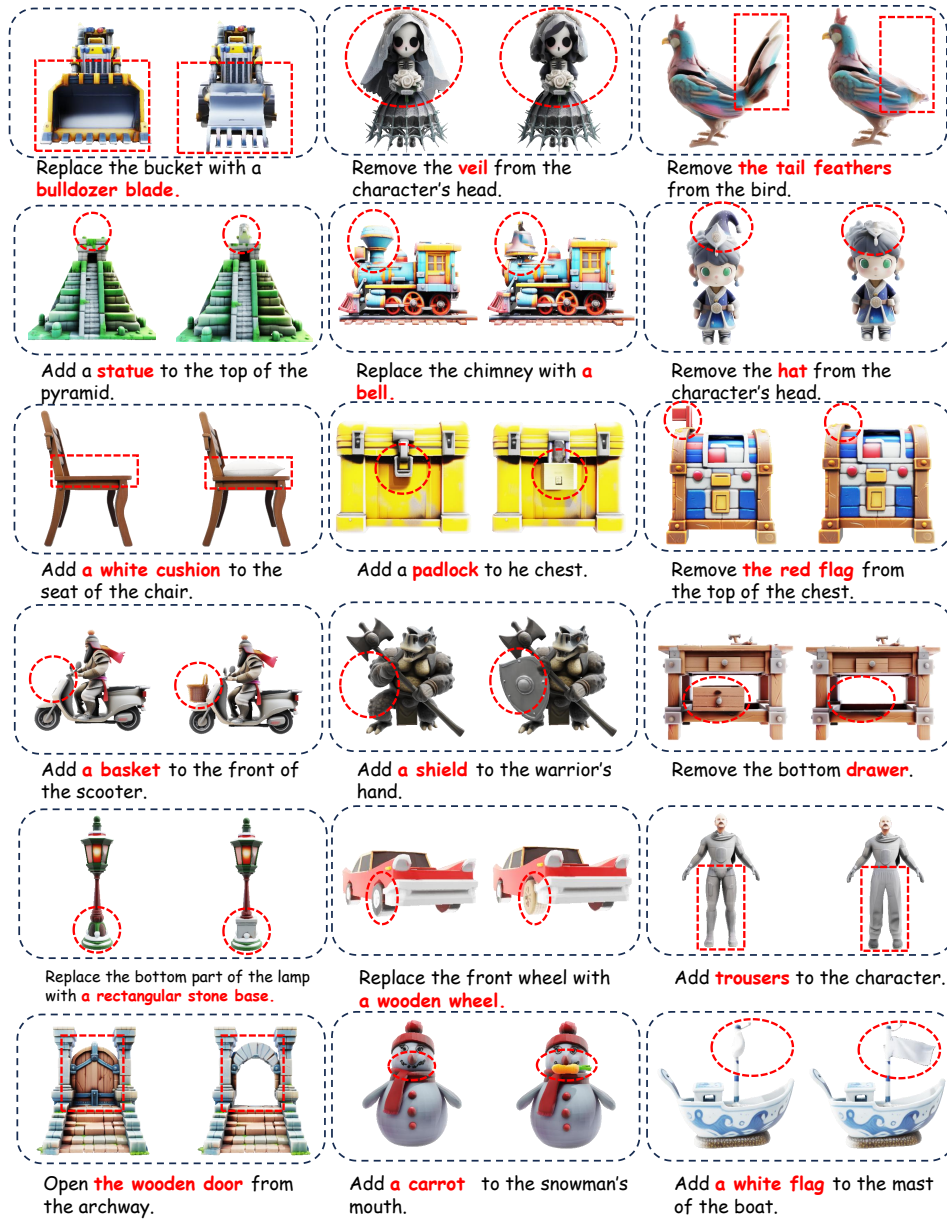 Replace the bucket with a
bulldozer blade.
Remove the veil from the
character's head.
Remove the tail feathers
from the bird.
Add a statue to the top of the
pyramid.
Replace the chimney with a
bell.
Remove the hat from the
character's head.
Add a white cushion to the
seat of the chair.
Add a padlock to he chest.
Remove the red flag from
the top of the chest.
Add a basket to the front of
the scooter.
Add a shield to the warrior's
hand.
Remove the bottom drawer.
Replace the bottom part of the lamp
with a rectangular stone base.
Replace the front wheel with
a wooden wheel.
Add trousers to the character.
Open the wooden door from
the archway.
Add a carrot to the snowman's
mouth.
Add a white flag to the mast
of the boat.